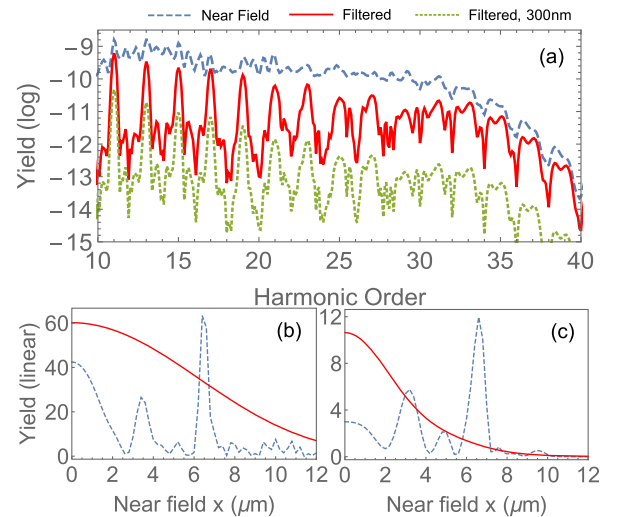 Near Field Filtered Filtered, 300nm
(a)
Yield (log)
−9
−10
−11
−12
−13
−14
−15
10 15 20 25 30 35 40
Harmonic Order
(b)
Yield (linear)
60
40
20
0
0 2 4 6 8 10 12
Near field x (μm)
(c)
12
8
4
0
0 2 4 6 8 10 12
Near field x (μm)